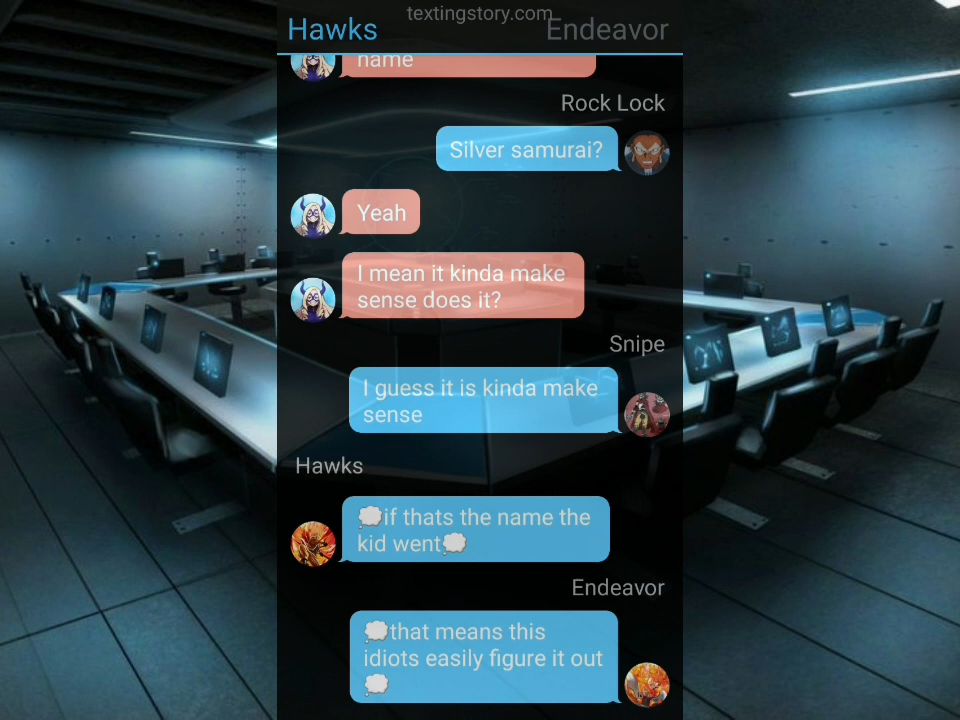 textingstory.com
Hawks
Endeavor
name
Rock Lock
Silver samurai?
Yeah
I mean it kinda make
sense does it?
Snipe
I guess it is kinda make
sense
Hawks
💭if thats the name the
kid went💭
Endeavor
💭that means this
idiots easily figure it out
💭